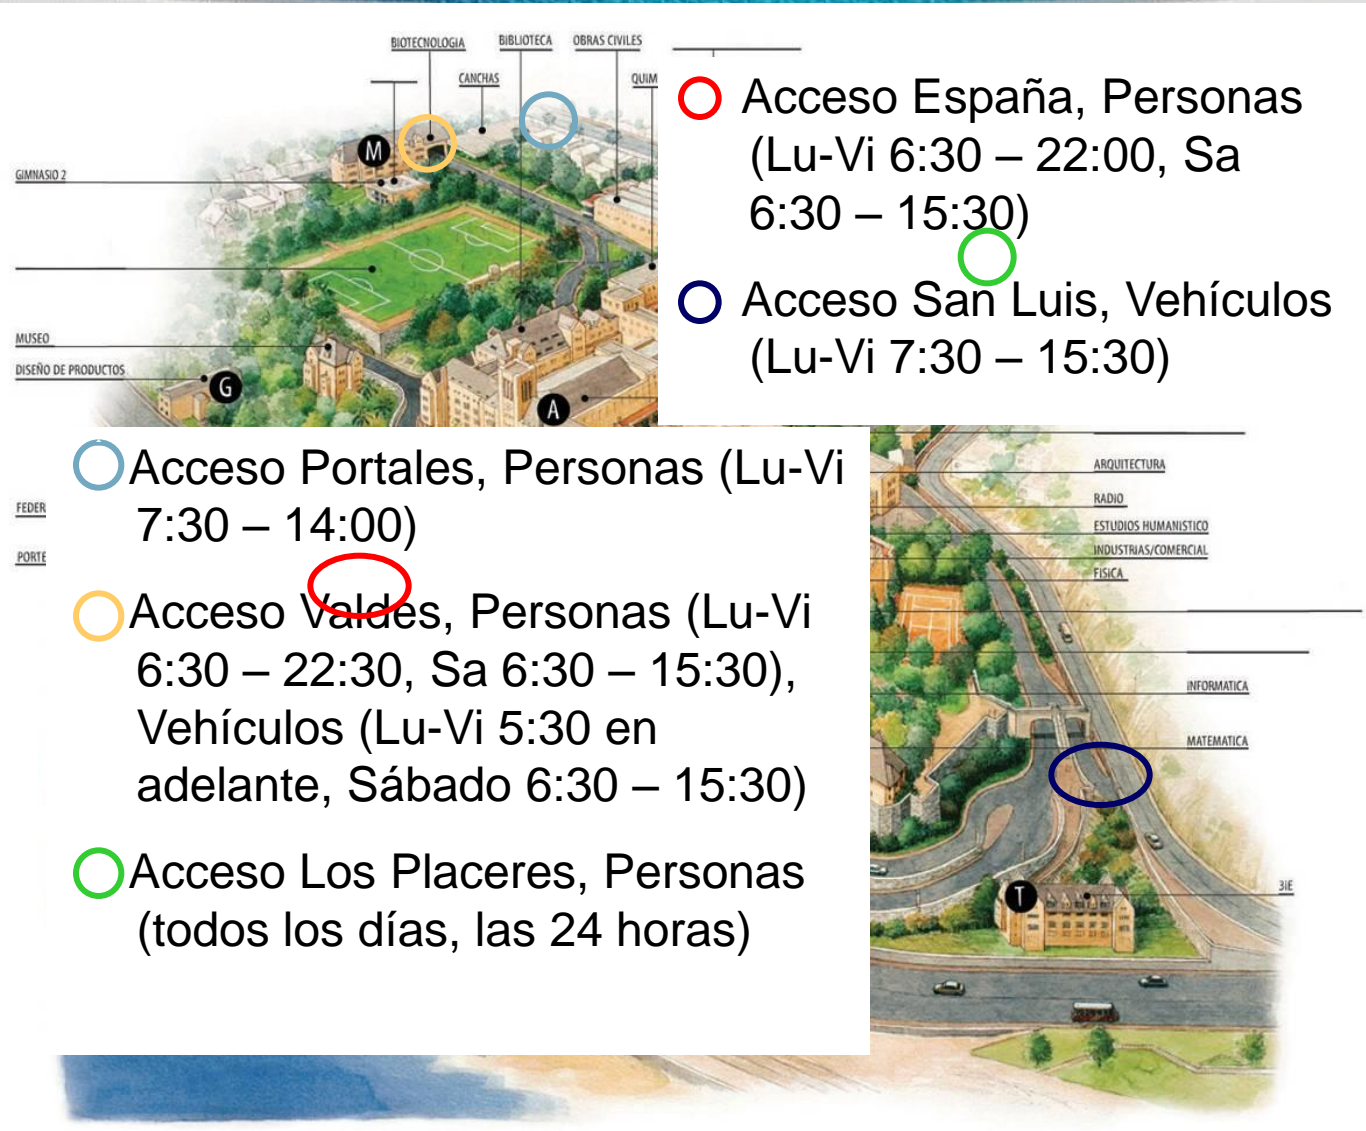 BIOTECNOLOGIA
BIBLIOTECA
OBRAS CIVILES
CANCHAS
QUIM
GIMNASIO 2
M
MUSEO
DISEÑO DE PRODUCTOS
G
A
Acceso España, Personas
(Lu-Vi 6:30 – 22:00, Sa
6:30 – 15:30)
Acceso San Luis, Vehículos
(Lu-Vi 7:30 – 15:30)
Acceso Portales, Personas (Lu-Vi
7:30 – 14:00)
Acceso Valdés, Personas (Lu-Vi
6:30 – 22:30, Sa 6:30 – 15:30),
Vehículos (Lu-Vi 5:30 en
adelante, Sábado 6:30 – 15:30)
Acceso Los Placeres, Personas
(todos los días, las 24 horas)
FEDER
PORTE
ARQUITECTURA
RADIO
ESTUDIOS HUMANISTICO
INDUSTRIAS/COMERCIAL
FISICA
INFORMATICA
MATEMATICA
T
3IE